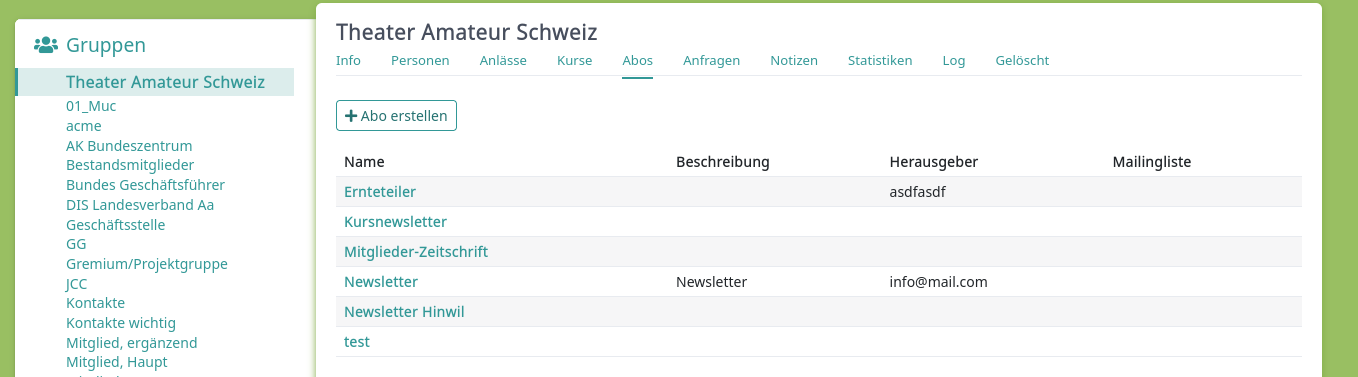 Gruppen
Theater Amateur Schweiz
01_Muc
acme
AK Bundeszentrum
Bestandsmitglieder
Bundes Geschäftsführer
DIS Landesverband Aa
Geschäftsstelle
GG
Gremium/Projektgruppe
JCC
Kontakte
Kontakte wichtig
Mitglied, ergänzend
Mitglied, Haupt
Theater Amateur Schweiz
Info Personen Anlässe Kurse Abos Anfragen Notizen Statistiken Log Gelöscht
+ Abo erstellen
Name Beschreibung Herausgeber Mailingliste
Ernteteiler asdfasdf
Kursnewsletter
Mitglieder-Zeitschrift
Newsletter Newsletter info@mail.com
Newsletter Hinwil
test